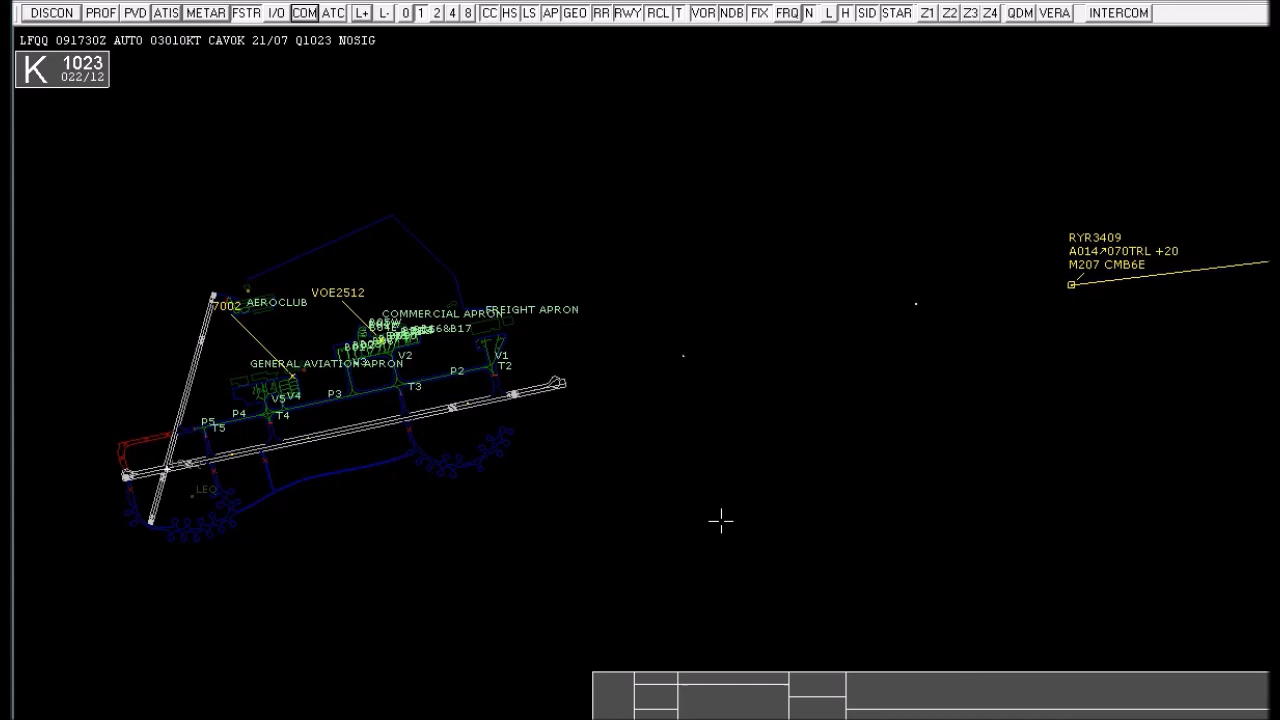 DISCON PROF PVD ATIS METAR FSTR I/O COM ATC L+ L- 0 1 2 4 8 CC HS LS AP GEO RR RWY RCL T VOR NDB FIX FRQ N L H SID STAR Z1 Z2 Z3 Z4 QDM VERA INTERCOM
LFQQ 091730Z AUTO 03010KT CAVOK 21/07 Q1023 NOSIG
K 1023
022/12
RYR3409
A014↗070TRL +20
M207 CMB6E
VOE2512
7002 AEROCLUB
COMMERCIAL APRON
FREIGHT APRON
GENERAL AVIATION APRON
V2
V1
T2
P2
T3
P3
V5
V4
P4
T4
P5
T5
LEQ